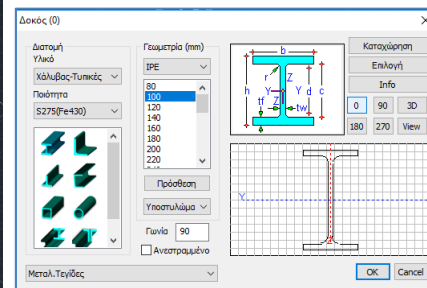 Δοκός (0)
Διατομή
Υλικό
Χάλυβας-Τυπικές
Ποιότητα
S275(Fe430)
Γεωμετρία (mm)
IPE
80
100
120
140
160
180
200
220
Πρόσθεση
Υποστυλώμα
Γωνία 90
Ανεστραμμένο
b
r
Z
h
Y
Y
d
c
tf
Z
tw
Καταχώρηση
Επιλογή
Info
0 90 3D
180 270 View
Y
Μεταλ.Τεγίδες
OK Cancel